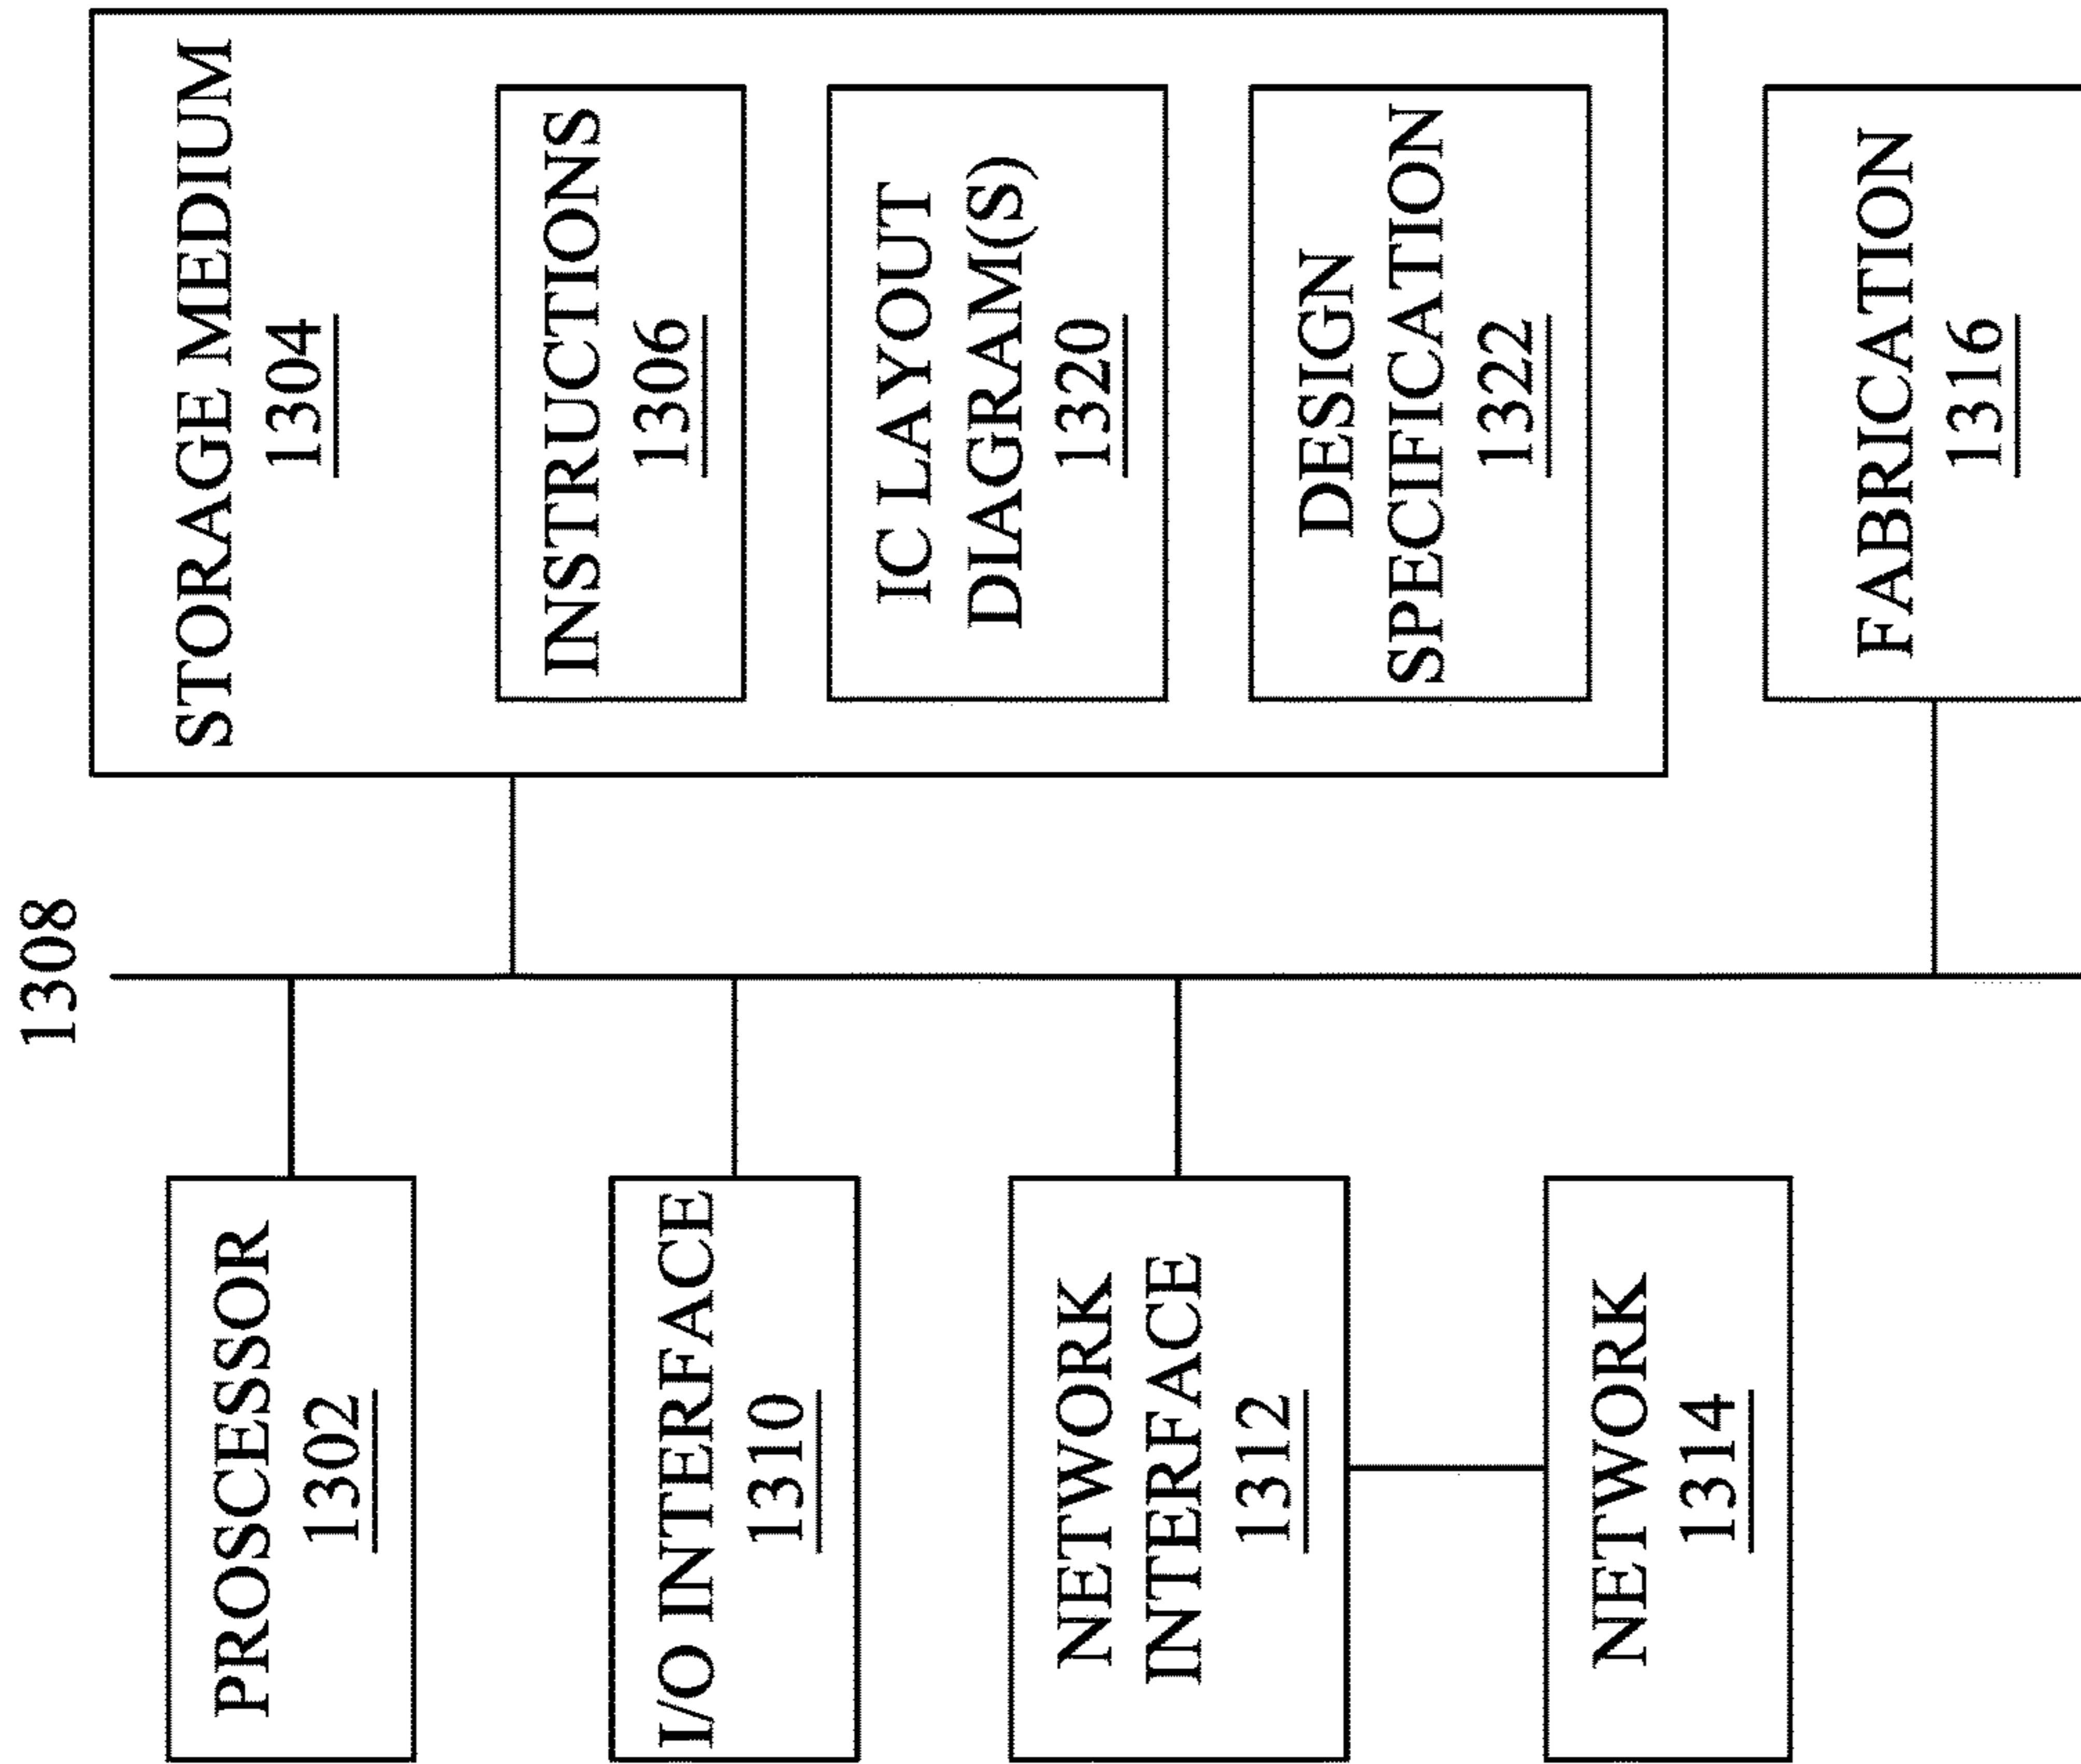 1308
PROSCESSOR
1302
I/O INTERFACE
1310
NETWORK
INTERFACE
1312
NETWORK
1314
STORAGE MEDIUM
1304
INSTRUCTIONS
1306
IC LAYOUT
DIAGRAM(S)
1320
DESIGN
SPECIFICATION
1322
FABRICATION
1316